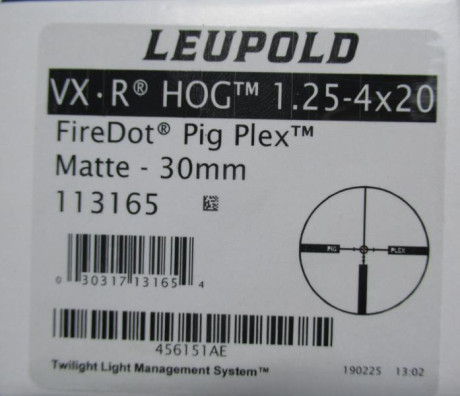 LEUPOLD
VX·R® HOG™ 1.25-4x20
FireDot® Pig Plex™
Matte - 30mm
113165
PIG PLEX
0 30317 13165 4
456151AE
Twilight Light Management System™
190225 13:02